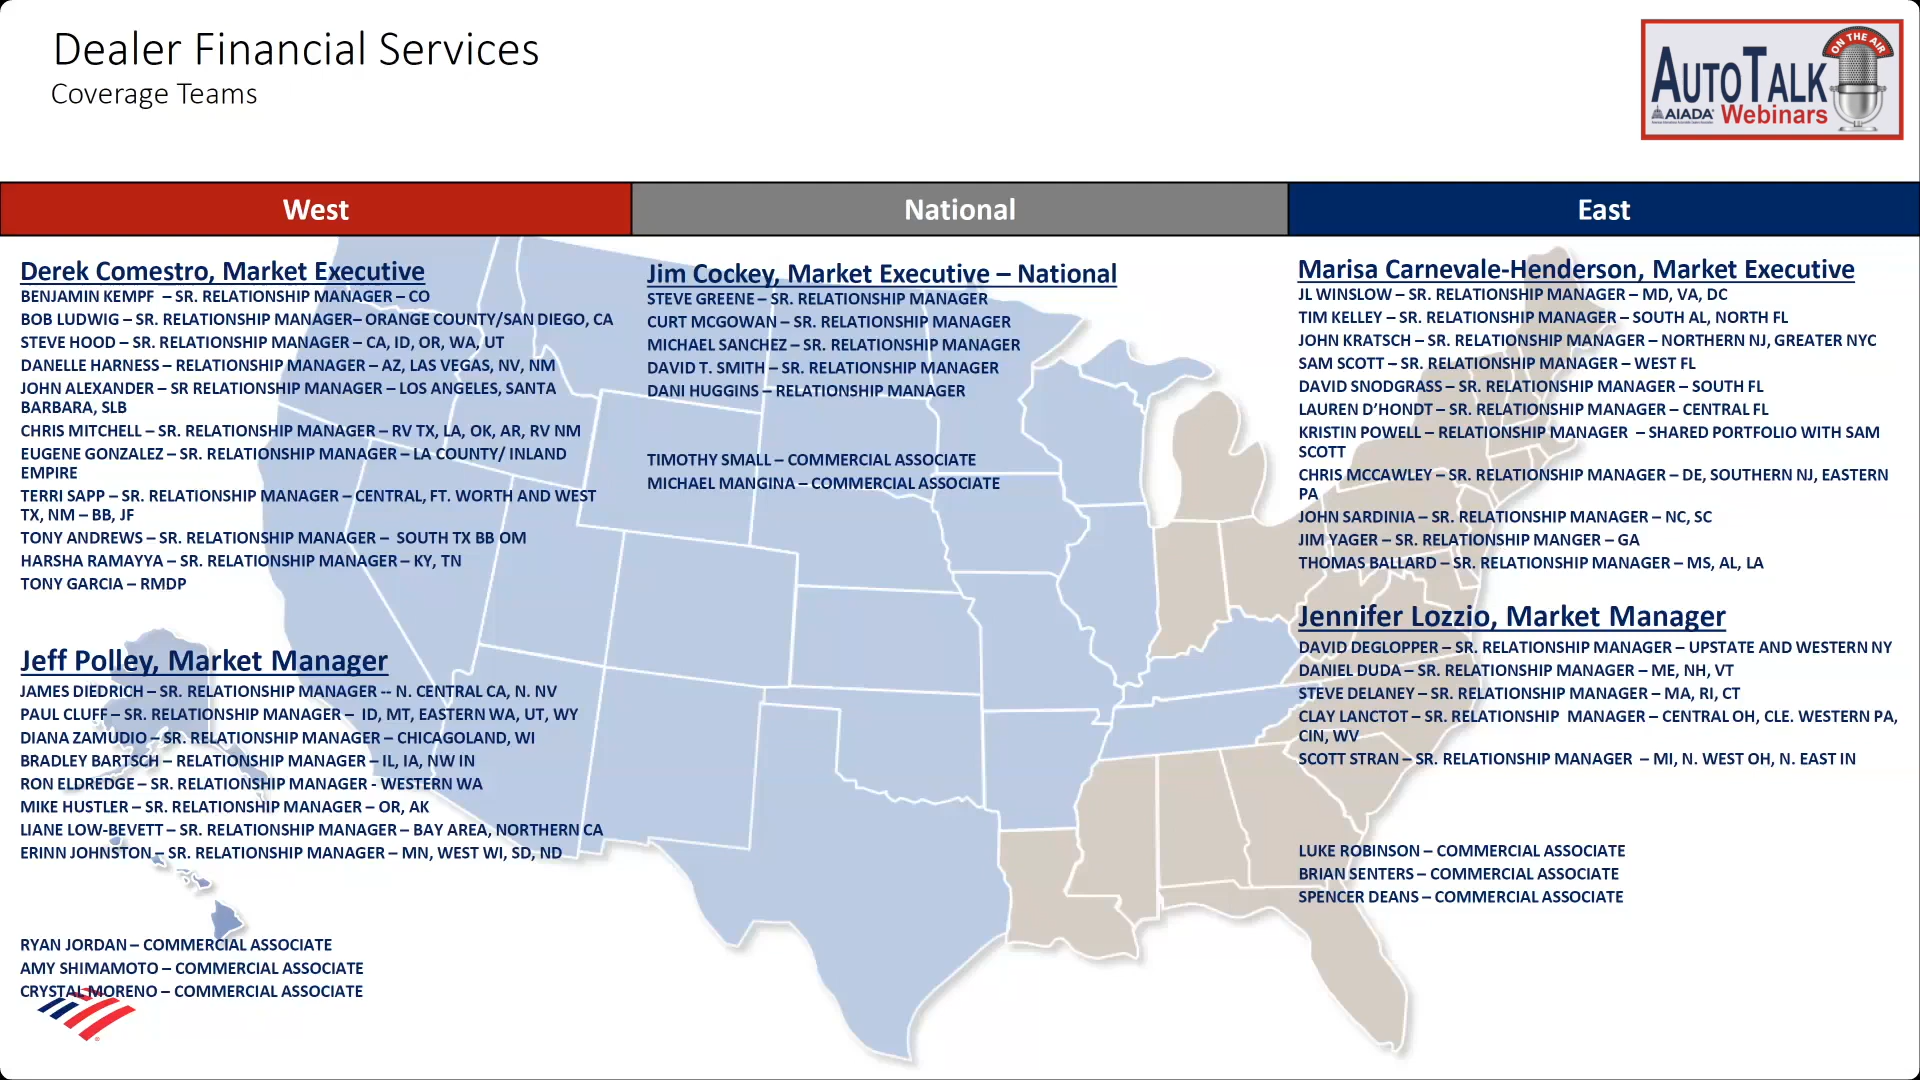 Dealer Financial Services
Coverage Teams
ON THE AIR
AUTOTALK
AIADA Webinars
West
National
East
Derek Comestro, Market Executive
BENJAMIN KEMPF – SR. RELATIONSHIP MANAGER – CO
BOB LUDWIG – SR. RELATIONSHIP MANAGER– ORANGE COUNTY/SAN DIEGO, CA
STEVE HOOD – SR. RELATIONSHIP MANAGER – CA, ID, OR, WA, UT
DANELLE HARNESS – RELATIONSHIP MANAGER – AZ, LAS VEGAS, NV, NM
JOHN ALEXANDER – SR RELATIONSHIP MANAGER – LOS ANGELES, SANTA
BARBARA, SLB
CHRIS MITCHELL – SR. RELATIONSHIP MANAGER – RV TX, LA, OK, AR, RV NM
EUGENE GONZALEZ – SR. RELATIONSHIP MANAGER – LA COUNTY/ INLAND
EMPIRE
TERRI SAPP – SR. RELATIONSHIP MANAGER – CENTRAL, FT. WORTH AND WEST
TX, NM – BB, JF
TONY ANDREWS – SR. RELATIONSHIP MANAGER – SOUTH TX BB OM
HARSHA RAMAYYA – SR. RELATIONSHIP MANAGER – KY, TN
TONY GARCIA – RMDP
Jeff Polley, Market Manager
JAMES DIEDRICH – SR. RELATIONSHIP MANAGER -- N. CENTRAL CA, N. NV
PAUL CLUFF – SR. RELATIONSHIP MANAGER – ID, MT, EASTERN WA, UT, WY
DIANA ZAMUDIO – SR. RELATIONSHIP MANAGER – CHICAGOLAND, WI
BRADLEY BARTSCH – RELATIONSHIP MANAGER – IL, IA, NW IN
RON ELDREDGE – SR. RELATIONSHIP MANAGER - WESTERN WA
MIKE HUSTLER – SR. RELATIONSHIP MANAGER – OR, AK
LIANE LOW-BEVETT – SR. RELATIONSHIP MANAGER – BAY AREA, NORTHERN CA
ERINN JOHNSTON – SR. RELATIONSHIP MANAGER – MN, WEST WI, SD, ND
RYAN JORDAN – COMMERCIAL ASSOCIATE
AMY SHIMAMOTO – COMMERCIAL ASSOCIATE
CRYSTAL MORENO – COMMERCIAL ASSOCIATE
Jim Cockey, Market Executive – National
STEVE GREENE – SR. RELATIONSHIP MANAGER
CURT MCGOWAN – SR. RELATIONSHIP MANAGER
MICHAEL SANCHEZ – SR. RELATIONSHIP MANAGER
DAVID T. SMITH – SR. RELATIONSHIP MANAGER
DANI HUGGINS – RELATIONSHIP MANAGER
TIMOTHY SMALL – COMMERCIAL ASSOCIATE
MICHAEL MANGINA – COMMERCIAL ASSOCIATE
Marisa Carnevale-Henderson, Market Executive
JL WINSLOW – SR. RELATIONSHIP MANAGER – MD, VA, DC
TIM KELLEY – SR. RELATIONSHIP MANAGER – SOUTH AL, NORTH FL
JOHN KRATSCH – SR. RELATIONSHIP MANAGER – NORTHERN NJ, GREATER NYC
SAM SCOTT – SR. RELATIONSHIP MANAGER – WEST FL
DAVID SNODGRASS – SR. RELATIONSHIP MANAGER – SOUTH FL
LAUREN D’HONDT – SR. RELATIONSHIP MANAGER – CENTRAL FL
KRISTIN POWELL – RELATIONSHIP MANAGER – SHARED PORTFOLIO WITH SAM
SCOTT
CHRIS MCCAWLEY – SR. RELATIONSHIP MANAGER – DE, SOUTHERN NJ, EASTERN
PA
JOHN SARDINIA – SR. RELATIONSHIP MANAGER – NC, SC
JIM YAGER – SR. RELATIONSHIP MANGER – GA
THOMAS BALLARD – SR. RELATIONSHIP MANAGER – MS, AL, LA
Jennifer Lozzio, Market Manager
DAVID DEGLOPPER – SR. RELATIONSHIP MANAGER – UPSTATE AND WESTERN NY
DANIEL DUDA – SR. RELATIONSHIP MANAGER – ME, NH, VT
STEVE DELANEY – SR. RELATIONSHIP MANAGER – MA, RI, CT
CLAY LANCTOT – SR. RELATIONSHIP MANAGER – CENTRAL OH, CLE. WESTERN PA,
CIN, WV
SCOTT STRAN – SR. RELATIONSHIP MANAGER – MI, N. WEST OH, N. EAST IN
LUKE ROBINSON – COMMERCIAL ASSOCIATE
BRIAN SENTERS – COMMERCIAL ASSOCIATE
SPENCER DEANS – COMMERCIAL ASSOCIATE